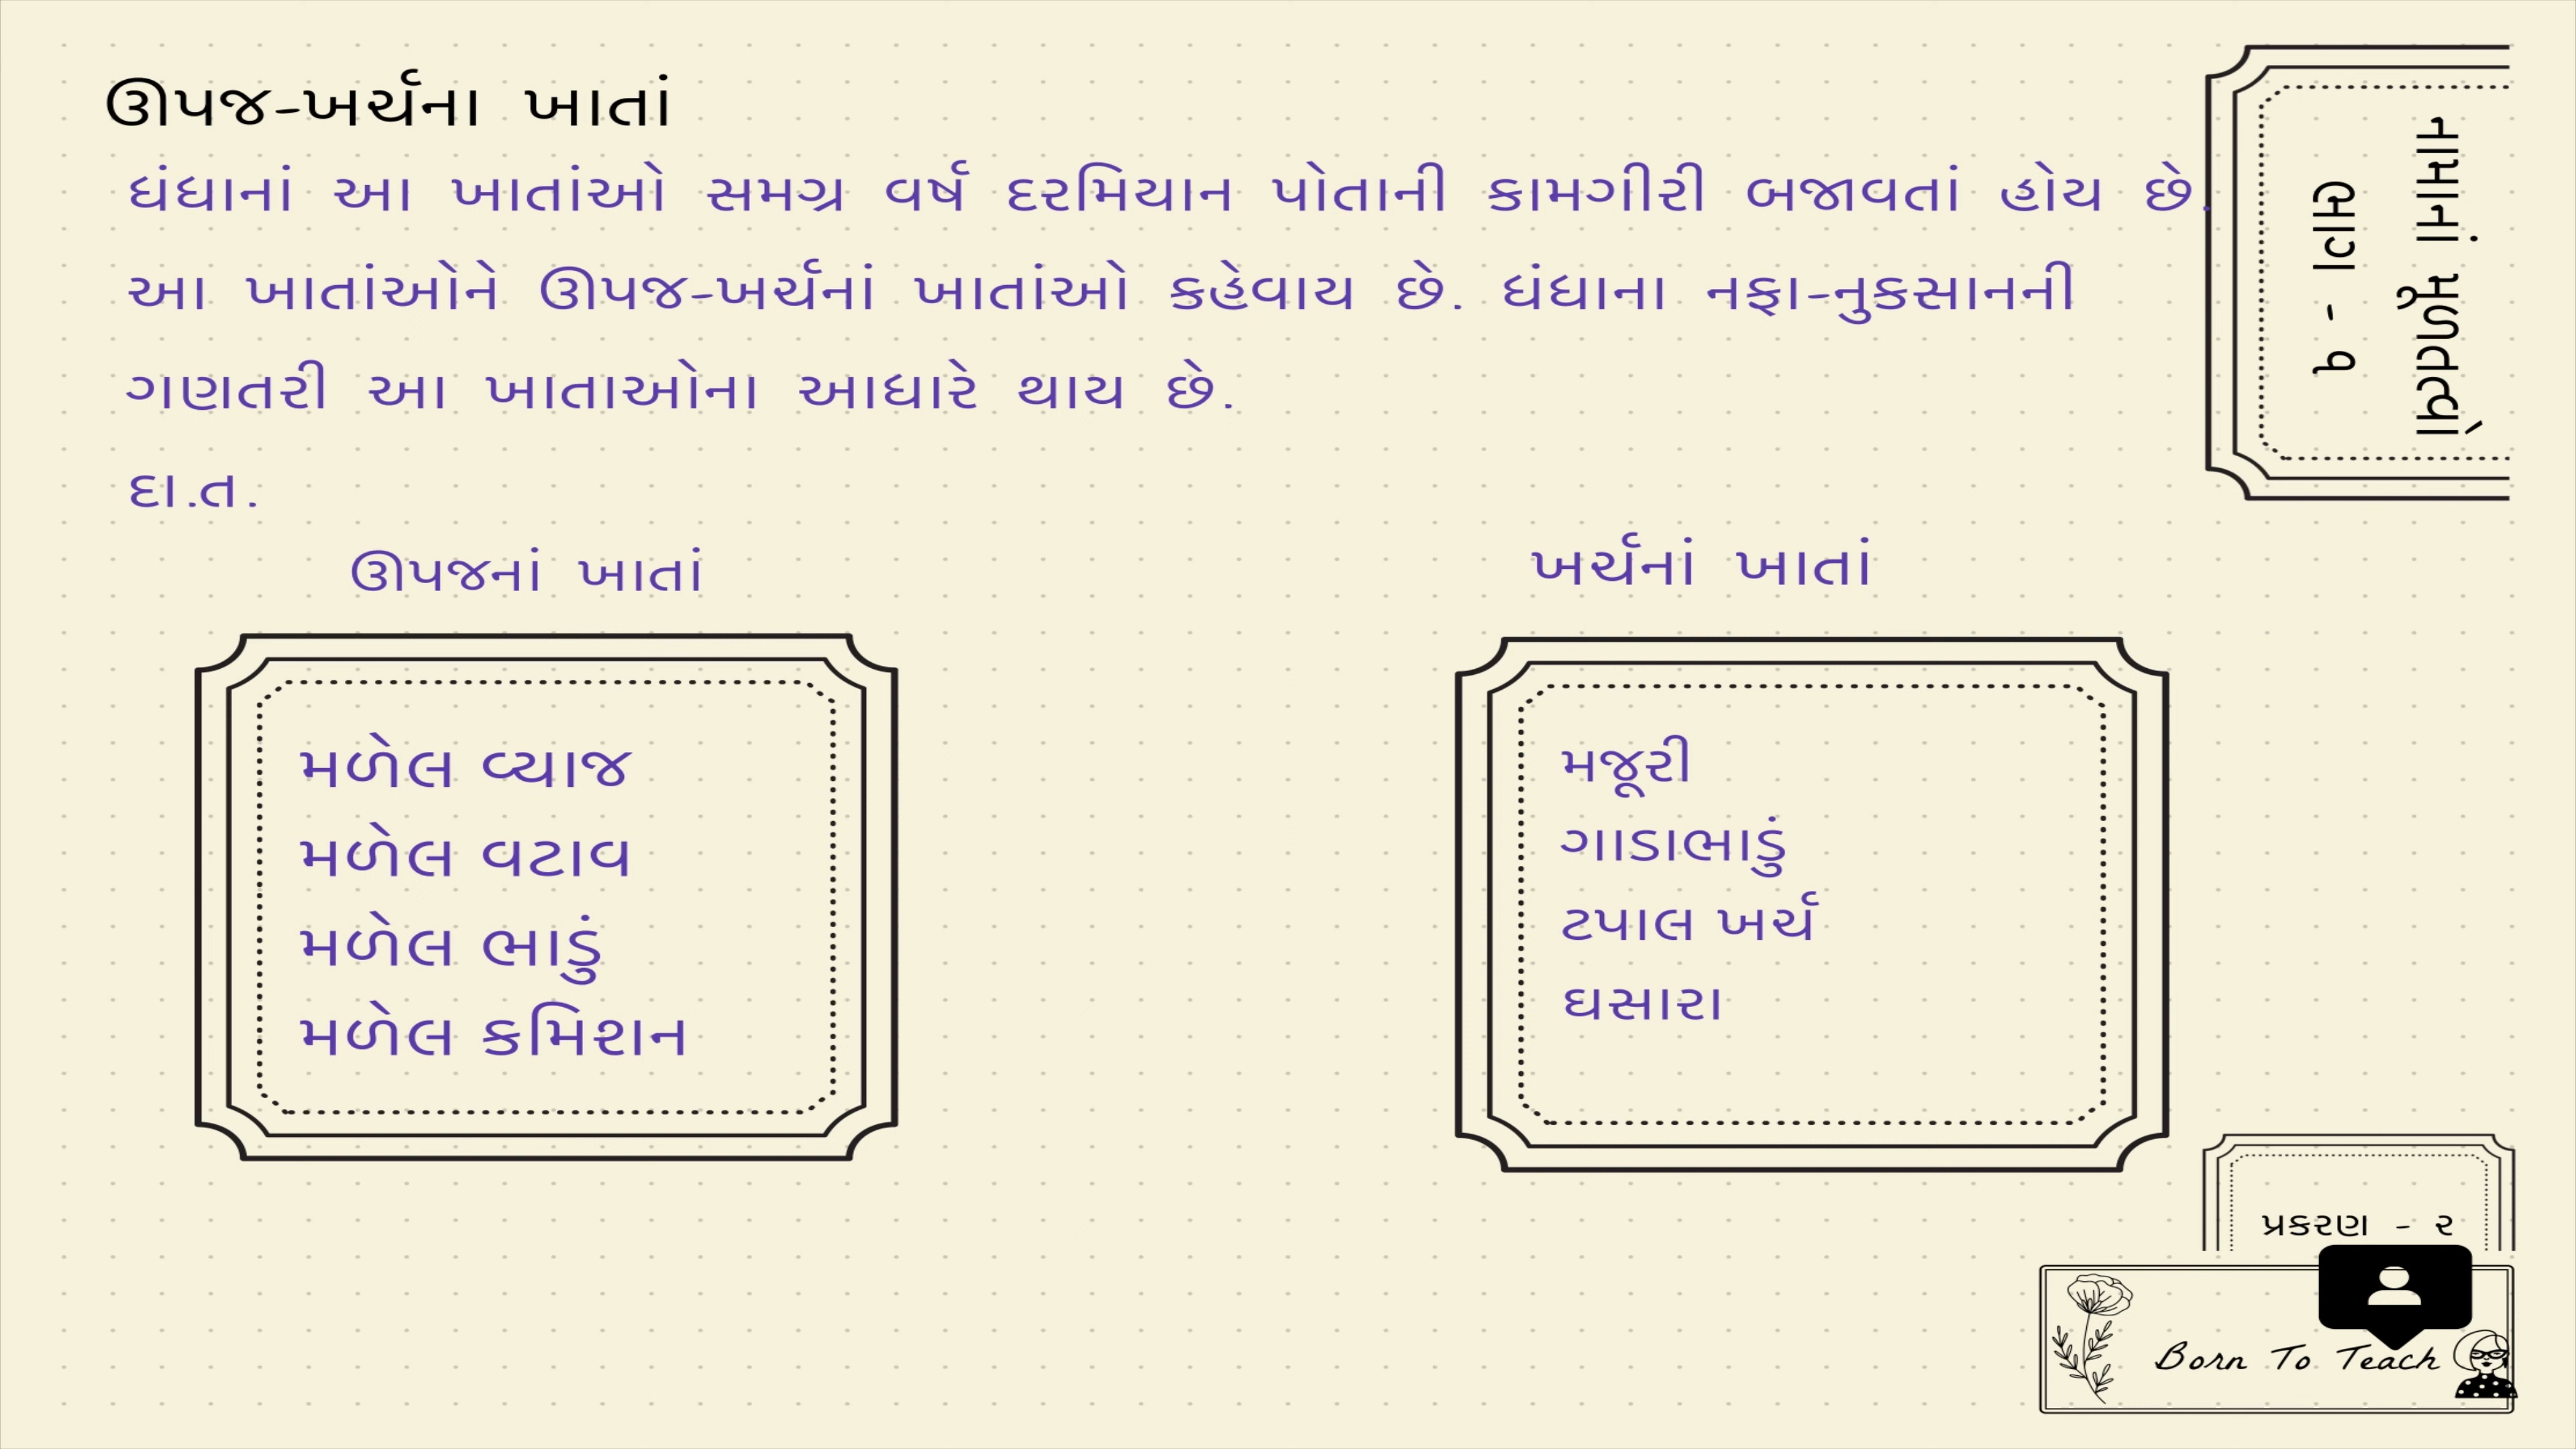 ઊપજ-ખર્ચના ખાતાં
ધંધાનાં આ ખાતાંઓ સમગ્ર વર્ષ દરમિયાન પોતાની કામગીરી બજાવતાં હોય છે.
આ ખાતાંઓને ઊપજ-ખર્ચનાં ખાતાંઓ કહેવાય છે. ધંધાના નફા-નુકસાનની
ગણતરી આ ખાતાઓના આધારે થાય છે.
દા.ત.
ઊપજનાં ખાતાં
મળેલ વ્યાજ
મળેલ વટાવ
મળેલ ભાડું
મળેલ કમિશન
ખર્ચનાં ખાતાં
મજૂરી
ગાડાભાડું
ટપાલ ખર્ચ
ઘસારા
નામાનાં મૂળતત્વો
ભાગ - ૧
પ્રકરણ - ૨
Born To Teach